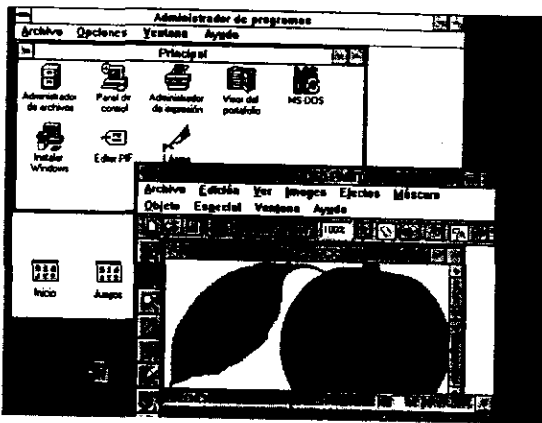 Administrador de programas
Archivo Opciones Ventana Ayuda
Principal
Administrador de archivos
Panel de control
Administrador de impresión
Visor del portafolio
MS-DOS
Instalar Windows
Editor PIF
Archivo Edición Ver Imagen Efectos Máscara
Objeto Especial Ventana Ayuda
100%
Inicio
Juegos